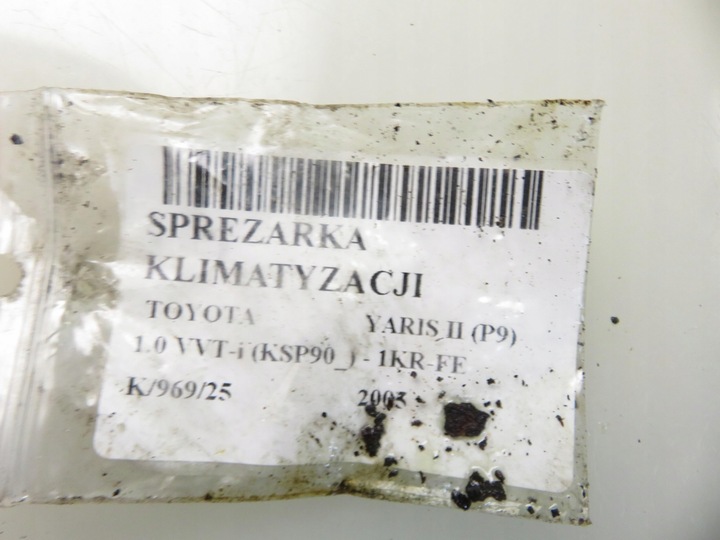 SPREZARKA
KLIMATYZACJI
TOYOTA YARIS II (P9)
1.0 VVT-i (KSP90_) - 1KR-FE
K/969/25